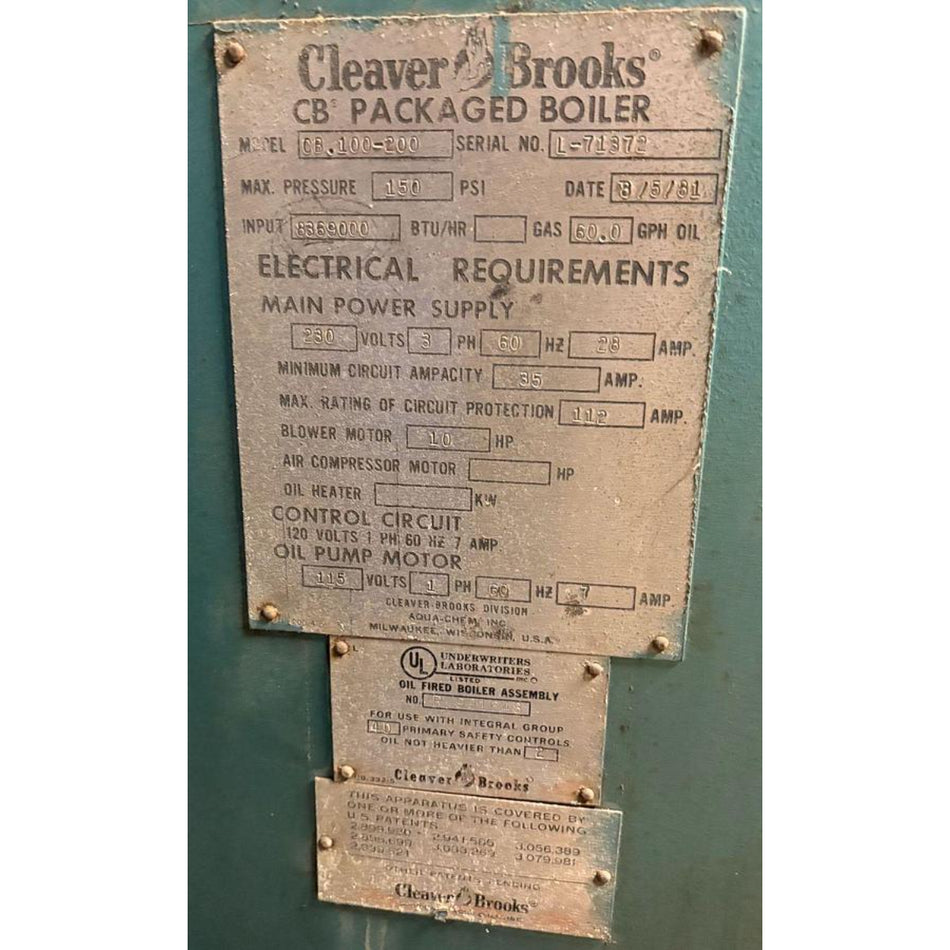 Cleaver Brooks®
CB® PACKAGED BOILER
MODEL CB.100-200 SERIAL NO. L-71372
MAX. PRESSURE 150 PSI DATE 8/5/81
INPUT 8369000 BTU/HR GAS 60.0 GPH OIL
ELECTRICAL REQUIREMENTS
MAIN POWER SUPPLY
230 VOLTS 3 PH 60 HZ 28 AMP.
MINIMUM CIRCUIT AMPACITY 35 AMP.
MAX. RATING OF CIRCUIT PROTECTION 112 AMP.
BLOWER MOTOR 10 HP
AIR COMPRESSOR MOTOR HP
OIL HEATER KW
CONTROL CIRCUIT
120 VOLTS 1 PH 60 HZ 7 AMP.
OIL PUMP MOTOR
115 VOLTS 1 PH 60 HZ 7 AMP
CLEAVER-BROOKS DIVISION
AQUA-CHEM INC
MILWAUKEE, WISCONSIN, U.S.A.
UL UNDERWRITERS
LABORATORIES
INC.®
LISTED
OIL FIRED BOILER ASSEMBLY
NO.
FOR USE WITH INTEGRAL GROUP
40 PRIMARY SAFETY CONTROLS
OIL NOT HEAVIER THAN 2
Cleaver Brooks
THIS APPARATUS IS COVERED BY
ONE OR MORE OF THE FOLLOWING
U.S. PATENTS
2,941,566 3,056,389
3,079,981
OTHER PATENTS PENDING
Cleaver Brooks®